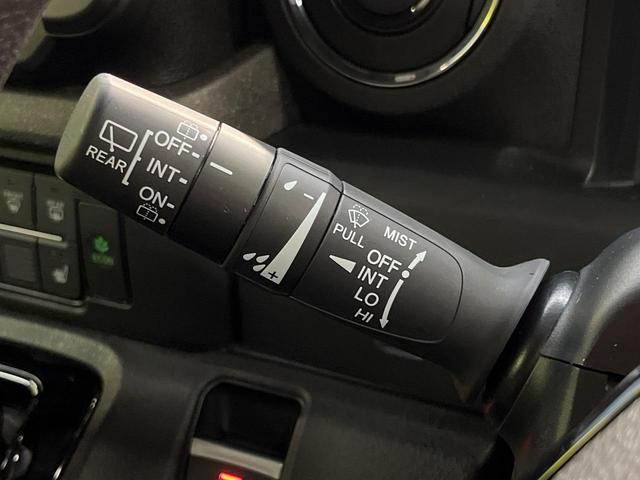 REAR
OFF
INT
ON
−
+
PULL
MIST
OFF
INT
LO
HI